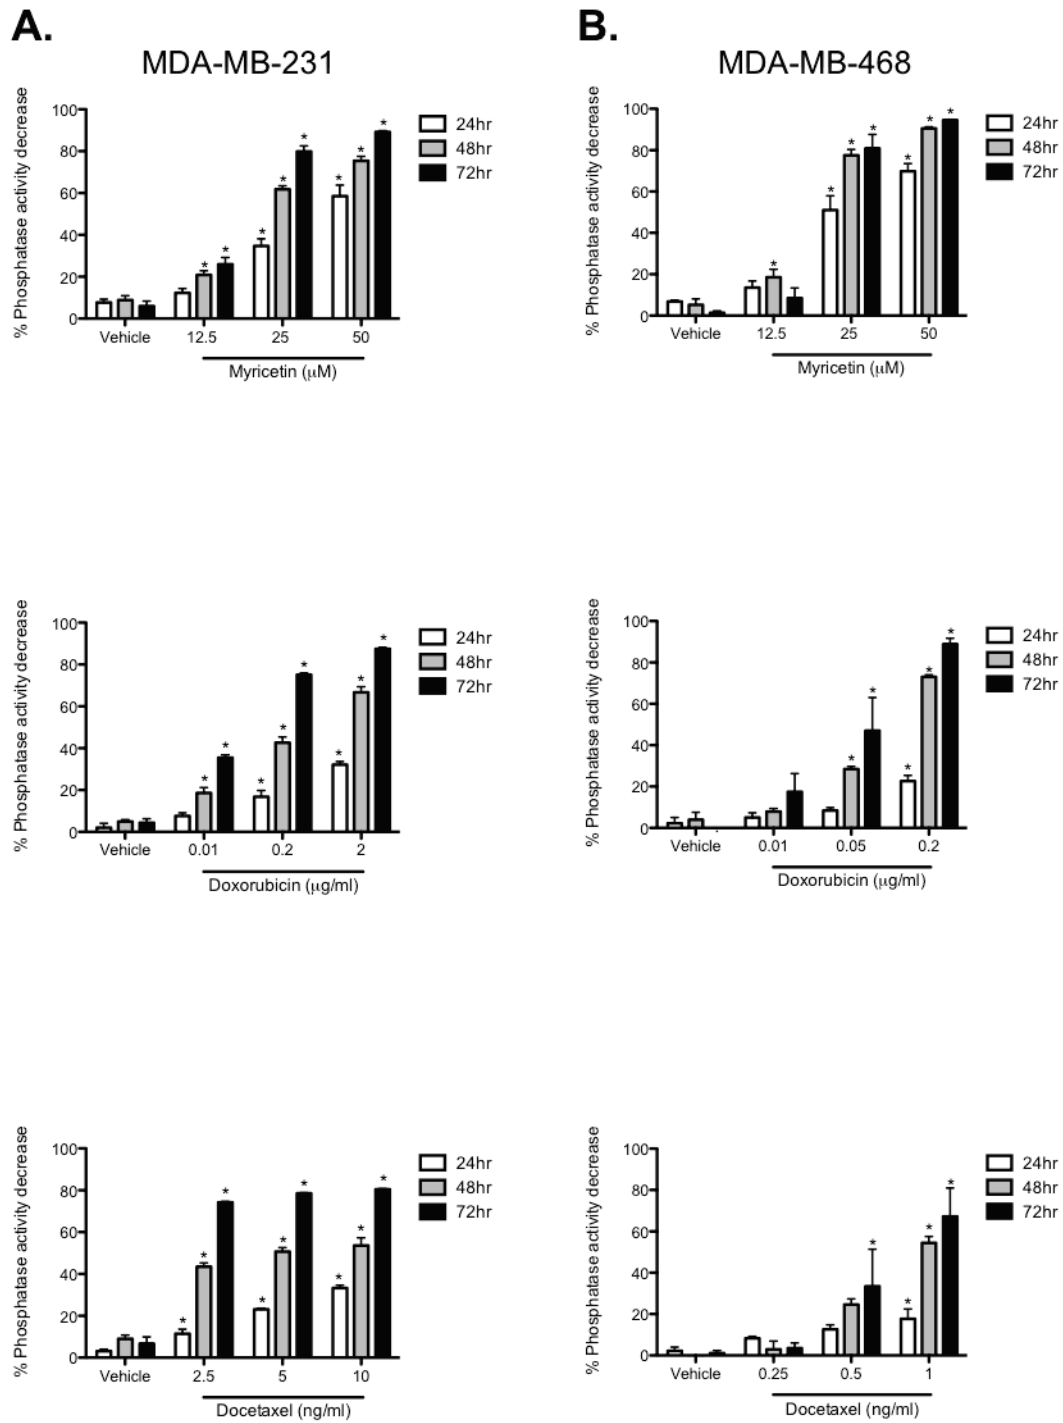 A.
MDA-MB-231
% Phosphatase activity decrease
100
80
60
40
20
0
* * * * * * * *
Vehicle 12.5 25 50
Myricetin (μM)
24hr
48hr
72hr
B.
MDA-MB-468
% Phosphatase activity decrease
100
80
60
40
20
0
* * * * * * *
Vehicle 12.5 25 50
Myricetin (μM)
24hr
48hr
72hr
% Phosphatase activity decrease
100
80
60
40
20
0
* * * * * * * *
Vehicle 0.01 0.2 2
Doxorubicin (μg/ml)
24hr
48hr
72hr
% Phosphatase activity decrease
100
80
60
40
20
0
* * * * *
Vehicle 0.01 0.05 0.2
Doxorubicin (μg/ml)
24hr
48hr
72hr
% Phosphatase activity decrease
100
80
60
40
20
0
* * * * * * * * *
Vehicle 2.5 5 10
Docetaxel (ng/ml)
24hr
48hr
72hr
% Phosphatase activity decrease
100
80
60
40
20
0
* * * *
Vehicle 0.25 0.5 1
Docetaxel (ng/ml)
24hr
48hr
72hr